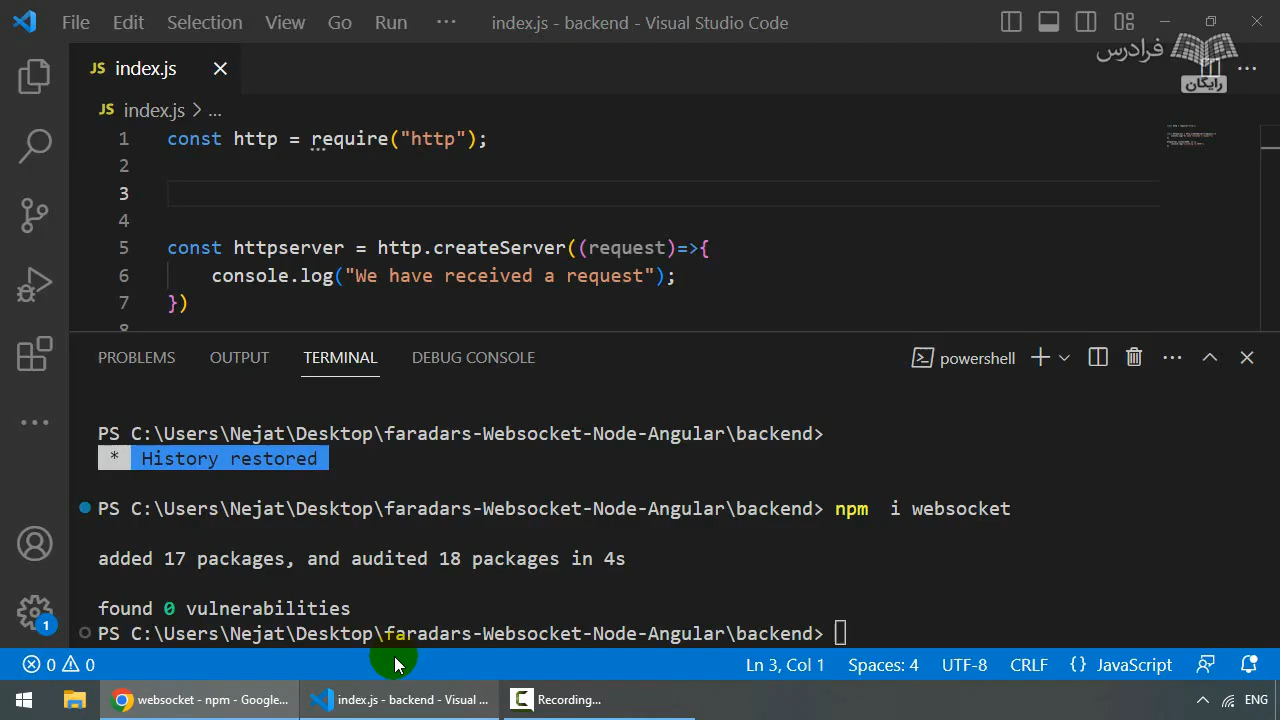 File Edit Selection View Go Run ··· index.js - backend - Visual Studio Code
فرادرس
رایگان
JS index.js
JS index.js > ...
1 const http = require("http");
2
3
4
5 const httpserver = http.createServer((request)=>{
6 console.log("We have received a request");
7 })
8
PROBLEMS OUTPUT TERMINAL DEBUG CONSOLE powershell
PS C:\Users\Nejat\Desktop\faradars-Websocket-Node-Angular\backend>
* History restored
PS C:\Users\Nejat\Desktop\faradars-Websocket-Node-Angular\backend> npm i websocket
added 17 packages, and audited 18 packages in 4s
found 0 vulnerabilities
PS C:\Users\Nejat\Desktop\faradars-Websocket-Node-Angular\backend>
1
0 0 Ln 3, Col 1 Spaces: 4 UTF-8 CRLF {} JavaScript
websocket - npm - Google... index.js - backend - Visual ... Recording... ENG